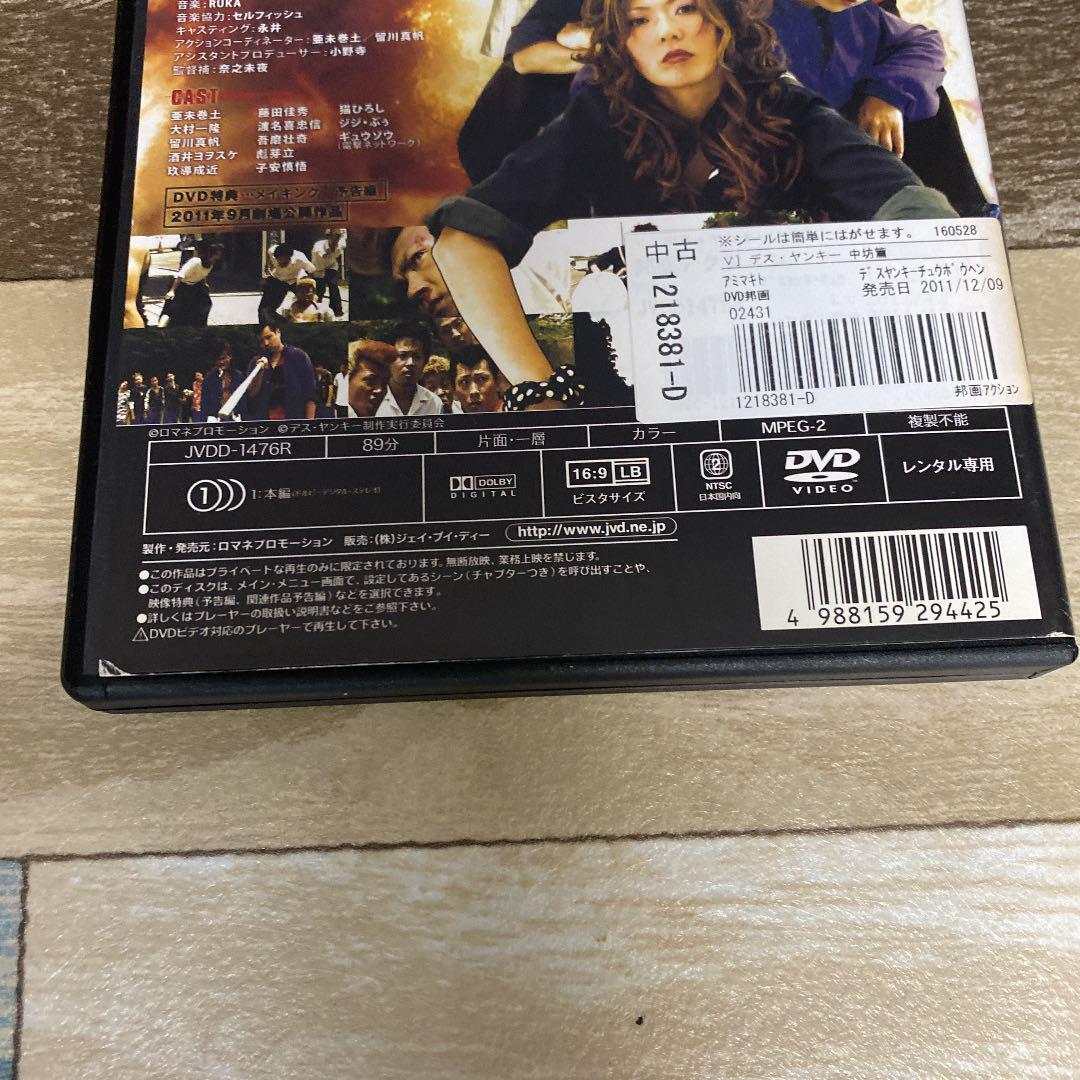 音楽:RUKA
音楽協力:セルフィッシュ
キャスティング:永井
アクションコーディネーター:亜未巻土/留川真帆
アシスタントプロデューサー:小野寺
監督補:奈之未夜
CAST
亜未巻土 藤田佳秀 猫ひろし
大村一隆 渡名喜忠信 ジジ・ぶぅ
留川真帆 吾磨壮奇 ギュウゾウ
(電撃ネットワーク)
酒井ヨヲスケ 彪芽立
玖導成近 子安慎悟
DVD特典…メイキング 予告編
2011年9月劇場公開作品
中古 1218381-D
※シールは簡単にはがせます。 160528
V]デス・ヤンキー 中坊篇
アミマキト デスヤンキーチュウボウヘン
DVD邦画 発売日 2011/12/09
02431
1218381-D 邦画アクション
©ロマネプロモーション ©デス・ヤンキー制作実行委員会
JVDD-1476R 89分 片面・一層 カラー MPEG-2 複製不能
1:本編(ドルビーデジタル・ステレオ)
DOLBY DIGITAL
16:9 LB
ビスタサイズ
2
NTSC
日本国内向
DVD
VIDEO
レンタル専用
製作・発売元:ロマネプロモーション 販売:(株)ジェイ・ブイ・ディー http://www.jvd.ne.jp
●この作品はプライベートな再生のみに限定されております。無断放映、業務上映を禁じます。
●このディスクは、メイン・メニュー画面で、設定してあるシーン(チャプターつき)を呼び出すことや、
映像特典(予告編、関連作品予告編)などを選択できます。
●詳しくはプレーヤーの取扱い説明書などをご参照下さい。
⚠DVDビデオ対応のプレーヤーで再生して下さい。
4 988159 294425